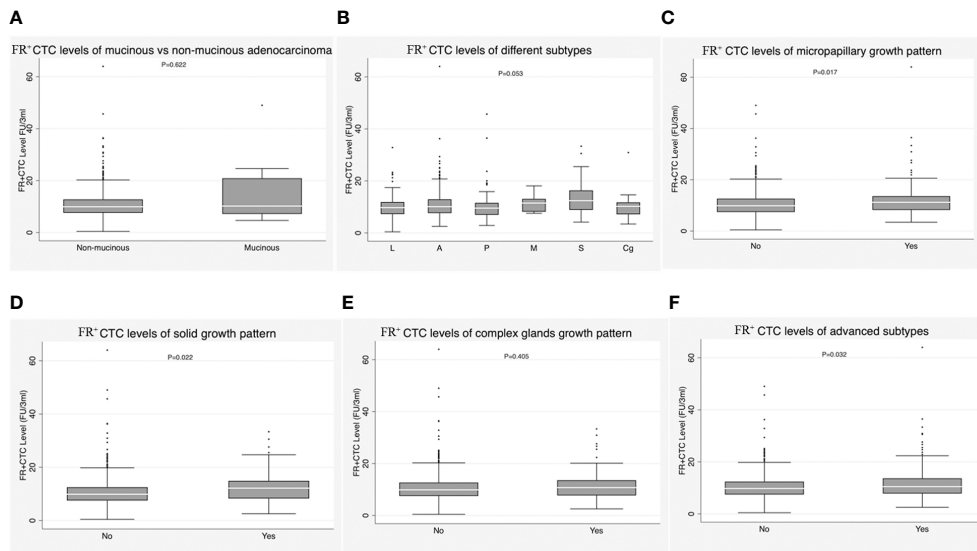 A
FR⁺ CTC levels of mucinous vs non-mucinous adenocarcinoma
P=0.622
FR+CTC Level FU/3ml)
60
40
20
0
Non-mucinous Mucinous
B
FR⁺ CTC levels of different subtypes
P=0.053
FR+CTC Level (FU/3ml)
60
40
20
0
L A P M S Cg
C
FR⁺ CTC levels of micropapillary growth pattern
P=0.017
FR+CTC Level (FU/3ml)
60
40
20
0
No Yes
D
FR⁺ CTC levels of solid growth pattern
P=0.022
FR+CTC Level (FU/3ml)
60
40
20
0
No Yes
E
FR⁺ CTC levels of complex glands growth pattern
P=0.405
FR+CTC Level (FU/3ml)
60
40
20
0
No Yes
F
FR⁺ CTC levels of advanced subtypes
P=0.032
FR+CTC Level (FU/3ml)
60
40
20
0
No Yes